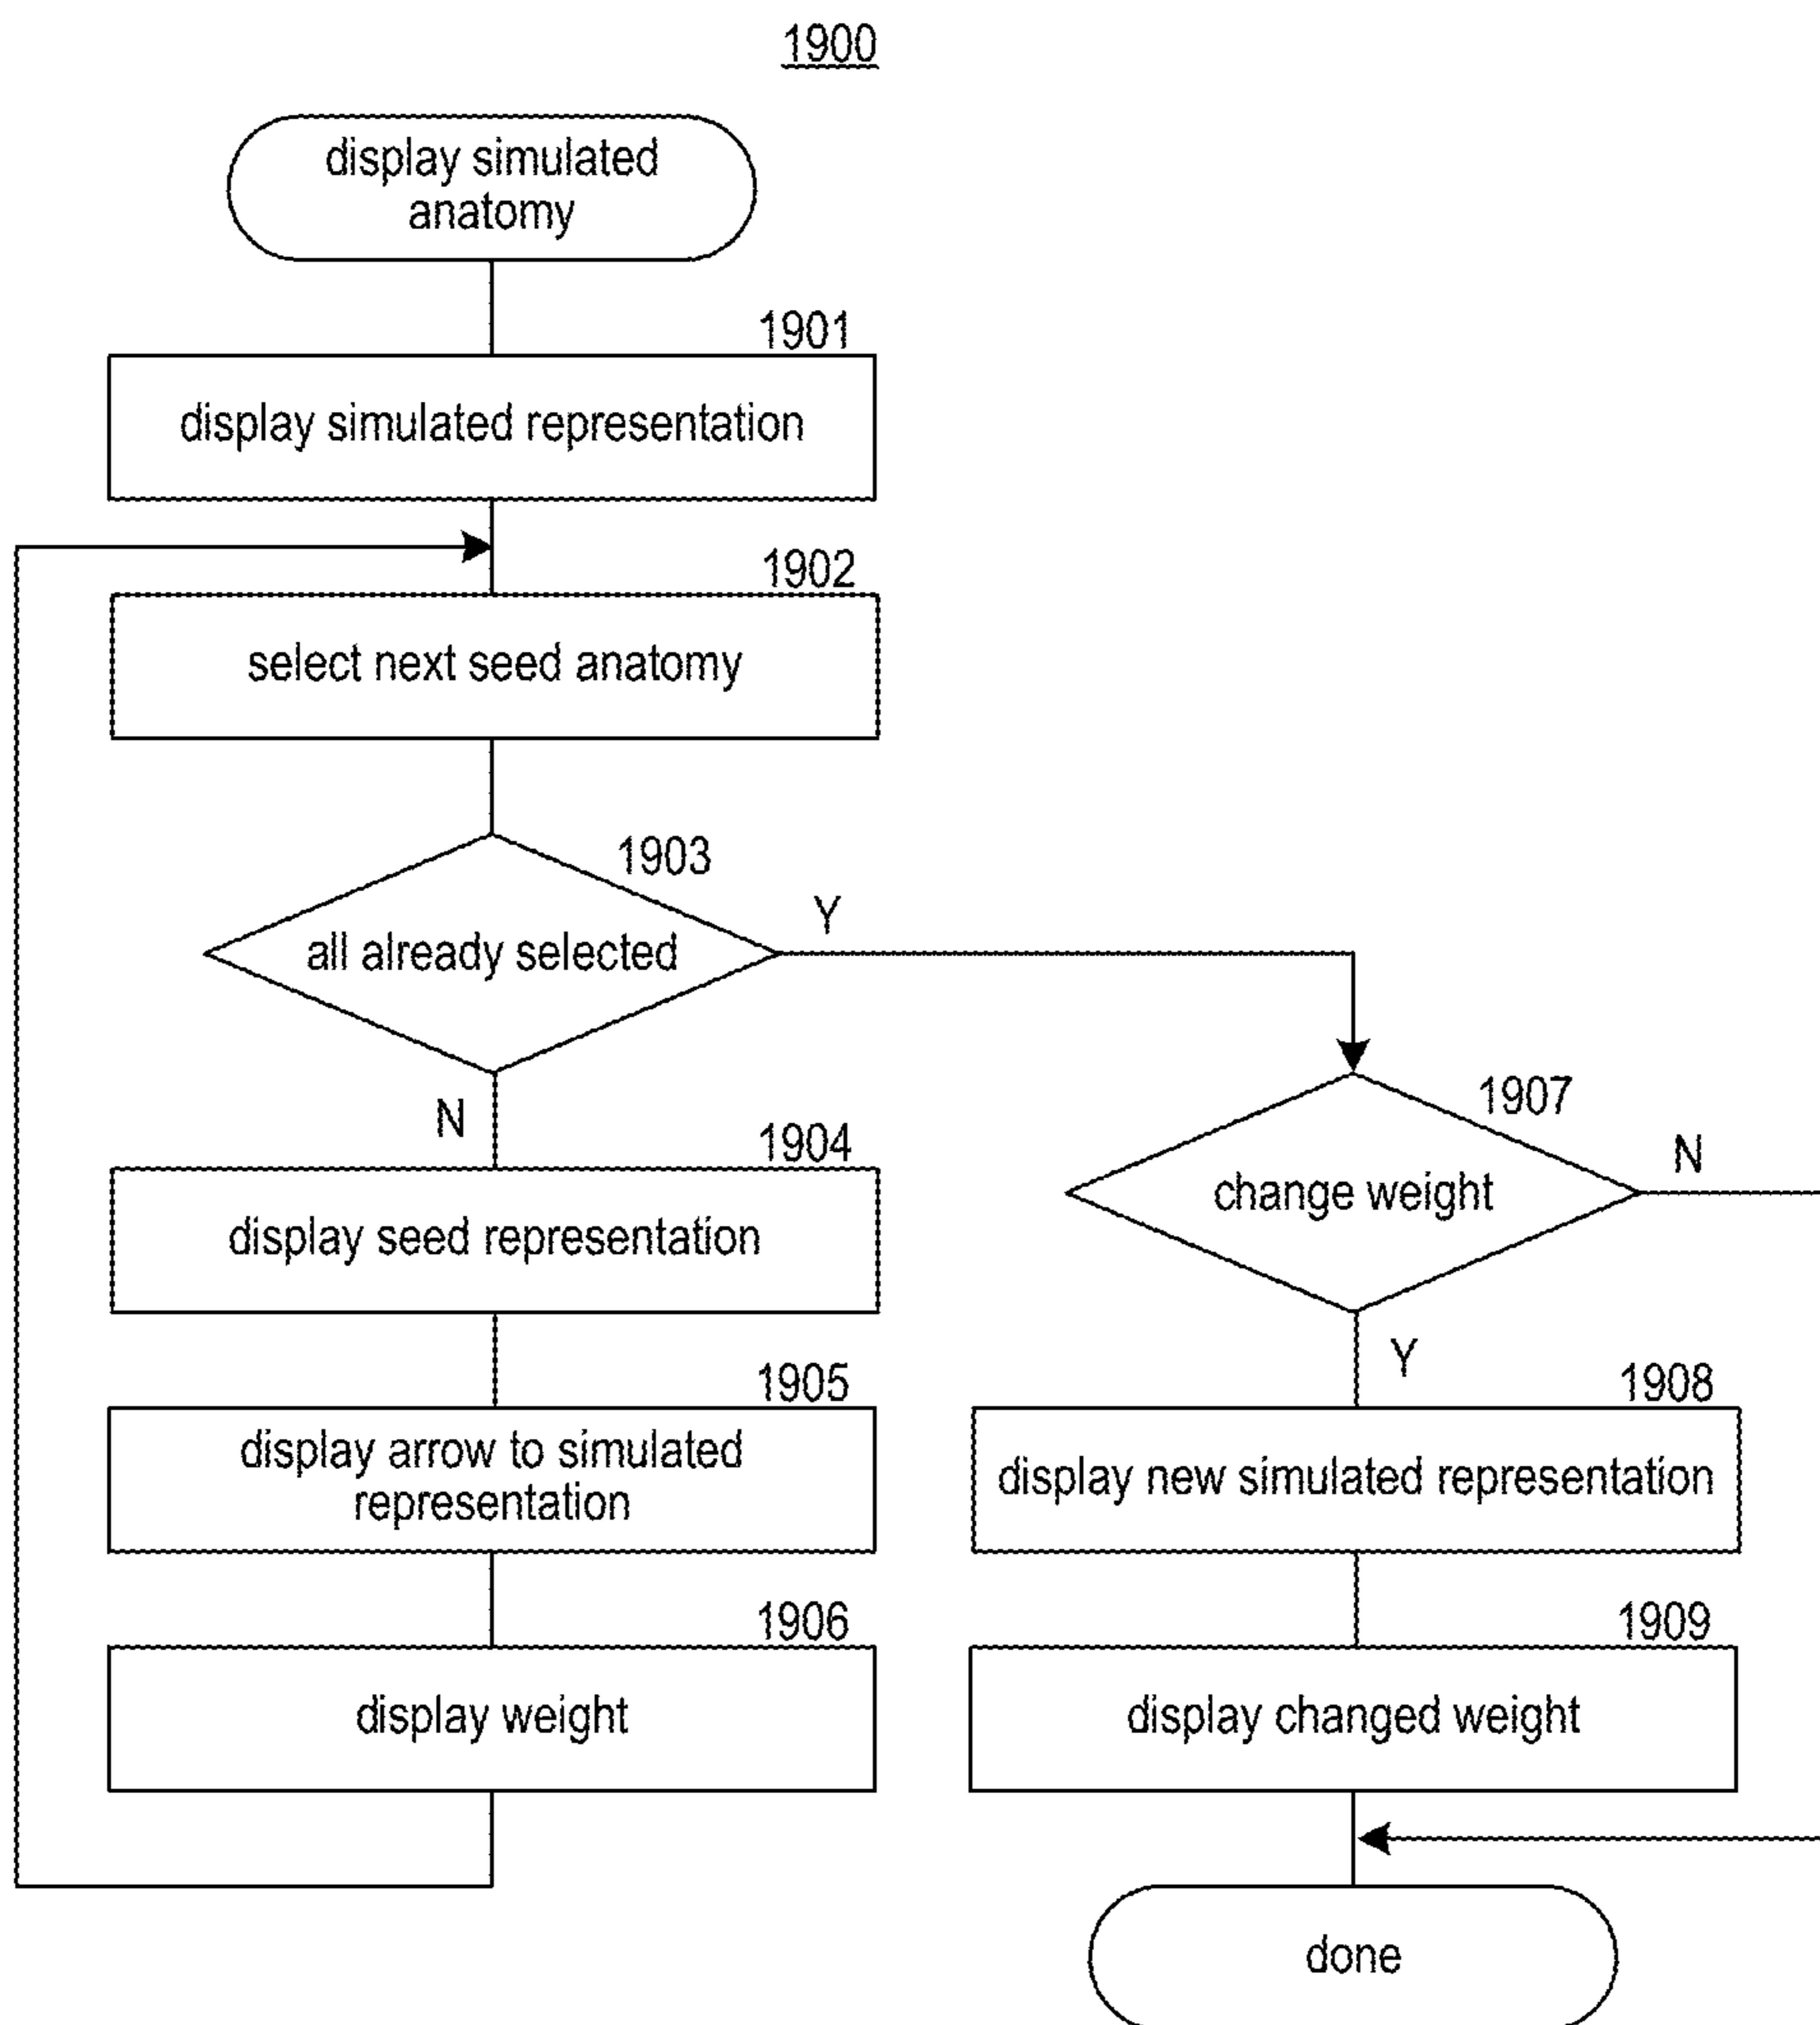 1900
display simulated
anatomy
1901
display simulated representation
1902
select next seed anatomy
1903
all already selected
Y
N
1904
display seed representation
1905
display arrow to simulated
representation
1906
display weight
1907
change weight
N
Y
1908
display new simulated representation
1909
display changed weight
done